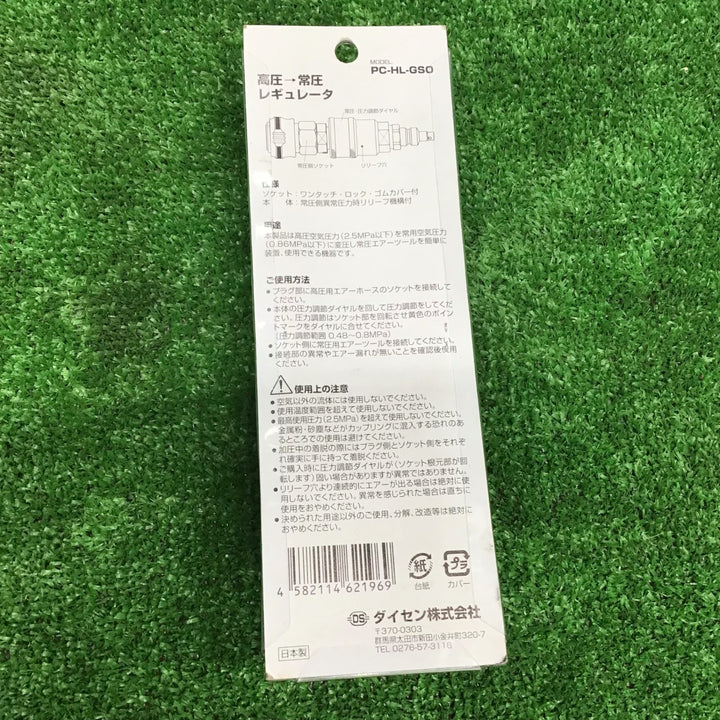 MODEL.
PC-HL-GSO
高圧→常圧
レギュレータ
常圧・圧力調節ダイヤル
常圧側ソケット
リリーフ穴
仕様
ソケット：ワンタッチ・ロック・ゴムカバー付
本　体：常圧側異常圧力時リリーフ機構付
用途
本製品は高圧空気圧力(2.5MPa以下)を常用空気圧力
(0.86MPa以下)に変圧し常圧エアーツールを簡単に
装着、使用できる機器です。
ご使用方法
●プラグ部に高圧用エアーホースのソケットを接続して
ください。
●本体の圧力調節ダイヤルを回して圧力調節をしてくだ
さい。圧力調節はソケット部を回転させ黄色のポイン
トマークをダイヤルに合せてください。
(圧力調節範囲 0.48〜0.8MPa)
●ソケット側に常圧用エアーツールを接続してください。
●接続部の異常やエアー漏れが無いことを確認後使用
ください。
使用上の注意
●空気以外の流体には使用しないでください。
●使用温度範囲を超えて使用しないでください。
●最高使用圧力(2.5MPa)を超えて使用しないでください。
金属粉・砂塵などがカップリングに混入する恐れのあ
るところでの使用は避けてください。
●加圧中の着脱の際にはプラグ側とソケット側をそれぞ
れ確実に手に持って着脱ください。
●ご購入時に圧力調節ダイヤルが(ソケット根元部が回
転します)固い場合がありますが異常ではありません。
●リリーフ穴より連続的にエアーが出る場合は絶対に使
用しないでください。異常を感じられた場合は直ちに
使用をおやめください。
●決められた用途以外のご使用、分解、改造等は絶対に
おやめください。
4 582114 621969
紙
台紙
プラ
カバー
DS ダイセン株式会社
〒370-0303
群馬県太田市新田小金井町320-7
TEL 0276-57-3116
日本製